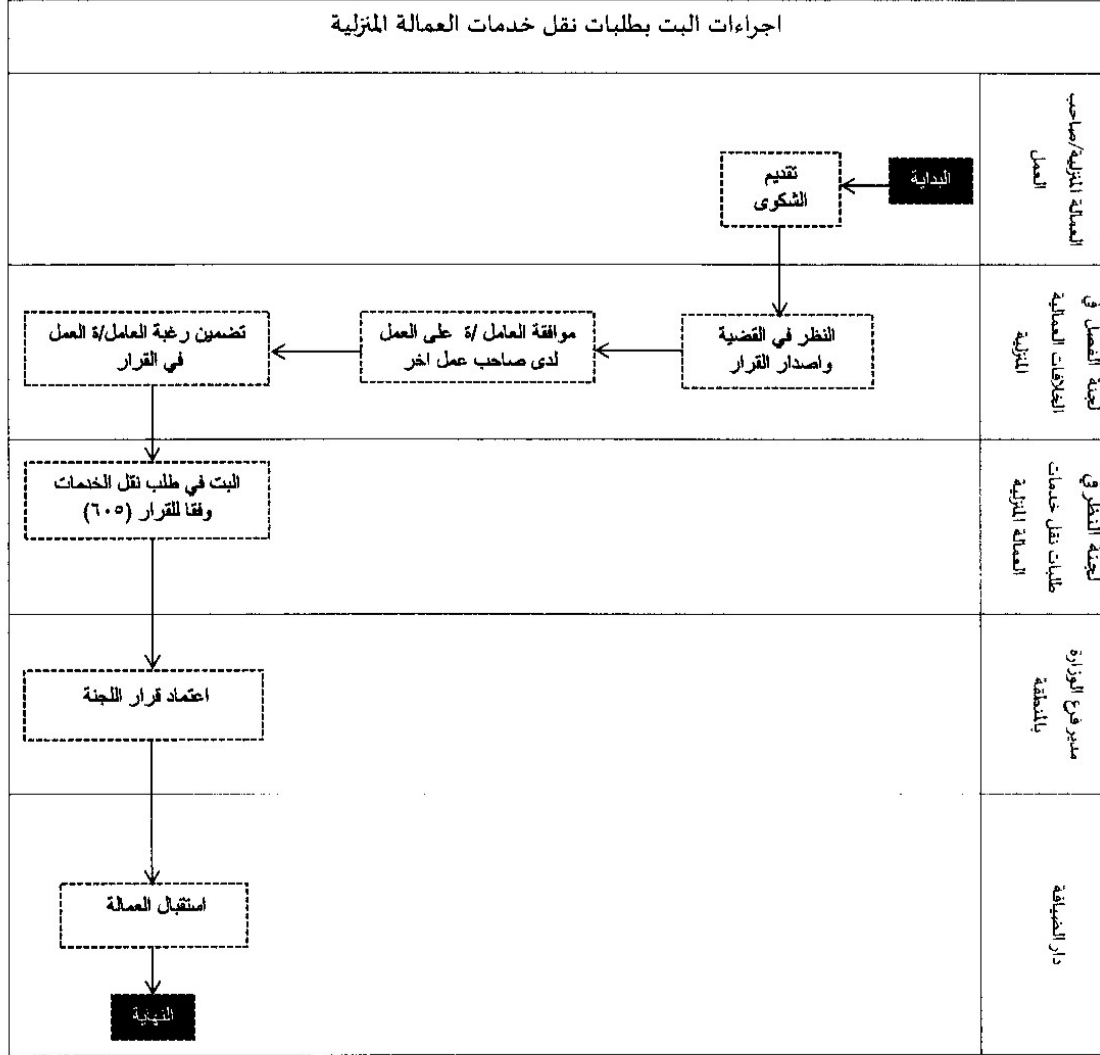 اجراءات البت بطلبات نقل خدمات العمالة المنزلية
العمالة المنزلية/صاحب
العمل
البداية
تقديم
الشكوى
لجنة الفصل في
الخلافات العمالية
المنزلية
النظر في القضية
واصدار القرار
موافقة العامل /ة على العمل
لدى صاحب عمل اخر
تضمين رغبة العامل/ة العمل
في القرار
لجنة النظر في
طلبات نقل خدمات
العمالة المنزلية
البت في طلب نقل الخدمات
وفقا للقرار (٦٠٥)
مدير فرع الوزارة
بالمنطقة
اعتماد قرار اللجنة
دار الضيافة
استقبال العمالة
النهاية